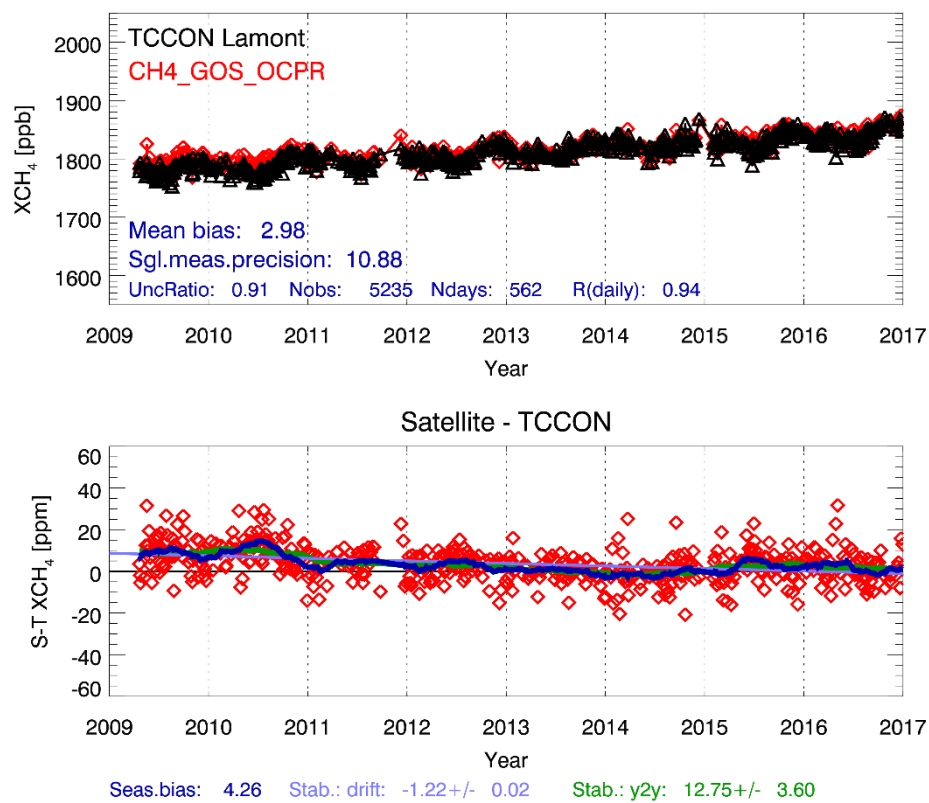 TCCON Lamont
CH4_GOS_OCPR
XCH4 [ppb]
2000
1900
1800
1700
1600
Mean bias: 2.98
Sgl.meas.precision: 10.88
UncRatio: 0.91 Nobs: 5235 Ndays: 562 R(daily): 0.94
2009 2010 2011 2012 2013 2014 2015 2016 2017
Year
Satellite - TCCON
S-T XCH4 [ppm]
60
40
20
0
-20
-40
-60
2009 2010 2011 2012 2013 2014 2015 2016 2017
Year
Seas.bias: 4.26 Stab.: drift: -1.22+/- 0.02 Stab.: y2y: 12.75+/- 3.60